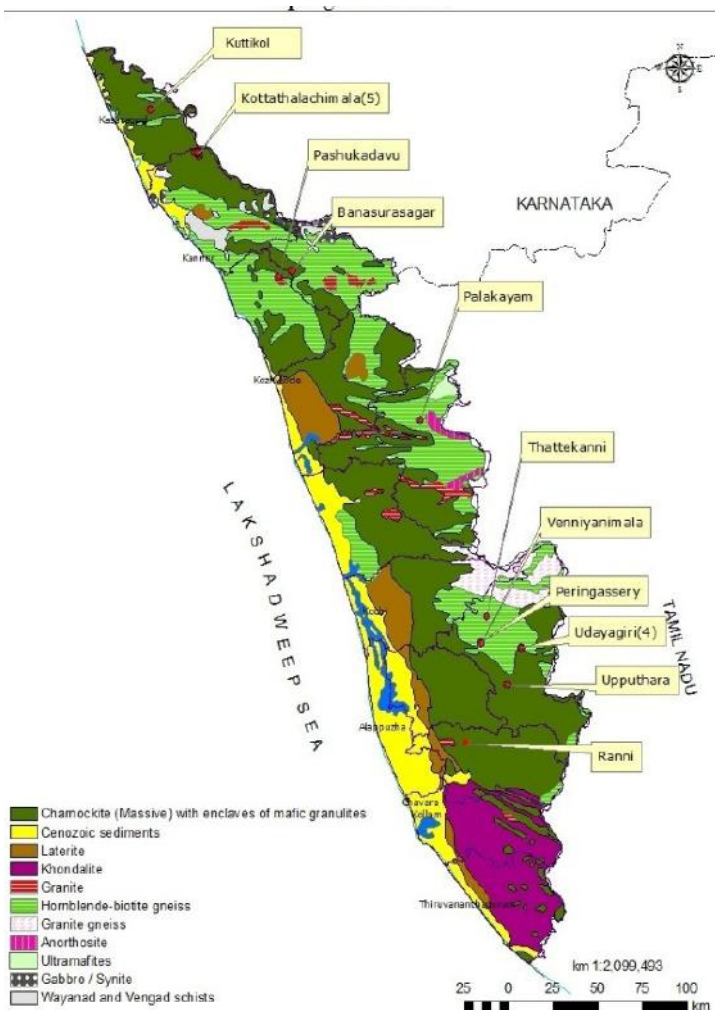 Kuttikol
N
Kottathalachimala(5)
Pashukadavu
KARNATAKA
Banasurasagar
Kannur
Palakayam
Thattekanni
LAKSHADWEEP SEA
Venniyanimala
Peringassery
TAMIL NADU
Udayagiri(4)
Upputhara
Alappuzha
Ranni
Chavara
Kollam
Thiruvananthapuram
Charnockite (Massive) with enclaves of mafic granulites
Cenozoic sediments
Laterite
Khondalite
Granite
Hornblende-biotite gneiss
Granite gneiss
Anorthosite
Ultramafites
Gabbro / Synite
Wayanad and Vengad schists
km 1:2,099,493
25 0 25 50 75 100
km